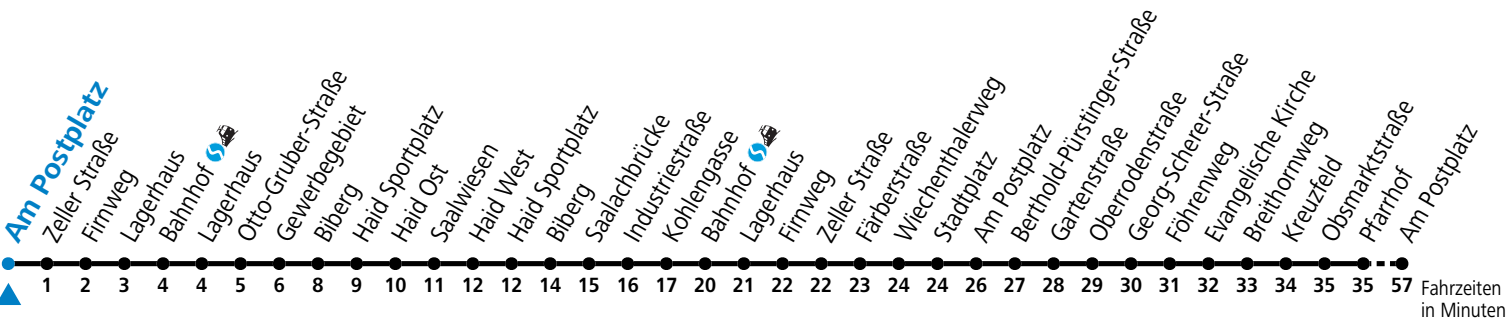 Am Postplatz
Zeller Straße
Firnweg
Lagerhaus
Bahnhof
Lagerhaus
Otto-Gruber-Straße
Gewerbegebiet
Biberg
Haid Sportplatz
Haid Ost
Saalwiesen
Haid West
Haid Sportplatz
Biberg
Saalachbrücke
Industriestraße
Kohlengasse
Bahnhof
Lagerhaus
Firnweg
Zeller Straße
Färberstraße
Wiechenthalerweg
Stadtplatz
Am Postplatz
Berthold-Pürstinger-Straße
Gartenstraße
Oberrodenstraße
Georg-Scherer-Straße
Föhrenweg
Evangelische Kirche
Breithornweg
Kreuzfeld
Obsmarktstraße
Pfarrhof
Am Postplatz
1 2 3 4 4 5 6 8 9 10 11 12 12 14 15 16 17 20 21 22 22 23 24 24 26 27 28 29 30 31 32 33 34 35 35 57 Fahrzeiten
in Minuten